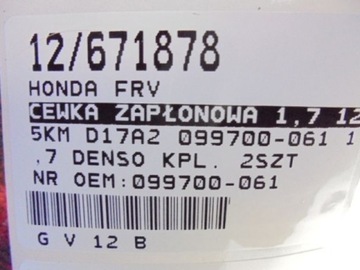 12/671878
HONDA FRV
CEWKA ZAPŁONOWA 1,7 12
5KM D17A2 099700-061 1
,7 DENSO KPL. 2SZT
NR OEM:099700-061
G V 12 B